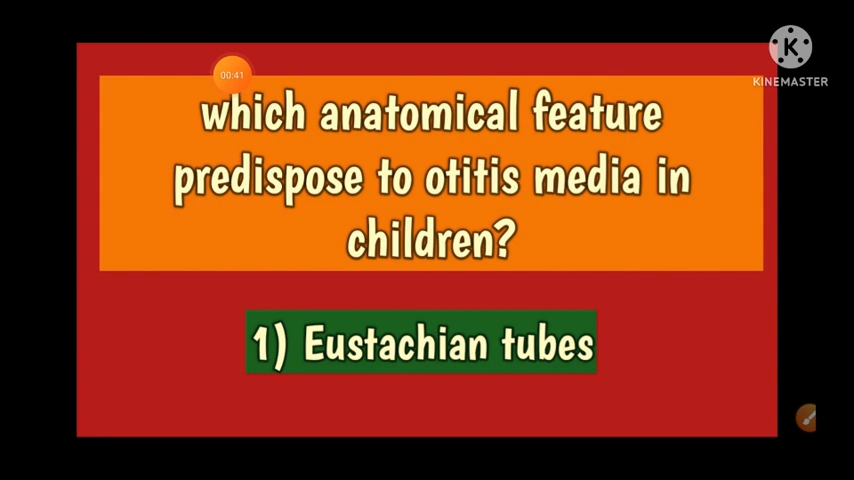 00:41
KINEMASTER
which anatomical feature
predispose to otitis media in
children?
1) Eustachian tubes